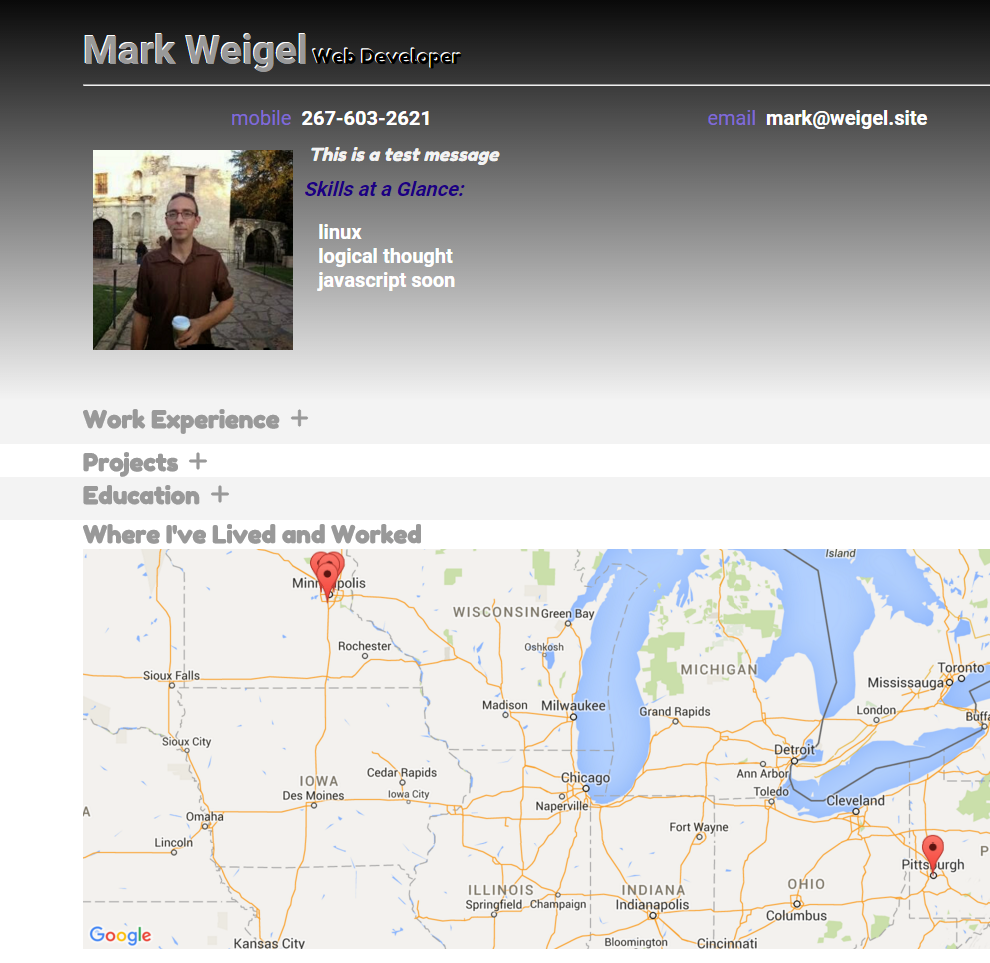 Mark Weigel Web Developer
mobile 267-603-2621 email mark@weigel.site
This is a test message
Skills at a Glance:
linux
logical thought
javascript soon
Work Experience +
Projects +
Education +
Where I've Lived and Worked
Island
Minneapolis
WISCONSIN Green Bay
Rochester Oshkosh
Sioux Falls MICHIGAN Toronto
Mississauga
Madison Milwaukee Grand Rapids London
Buffa
Sioux City Detroit
Cedar Rapids Chicago Ann Arbor
IOWA
Des Moines Iowa City Naperville Toledo Cleveland
A Omaha
Lincoln Fort Wayne
Pittsburgh P
ILLINOIS INDIANA OHIO
Springfield Champaign Indianapolis
Columbus
Google
Kansas City Bloomington Cincinnati